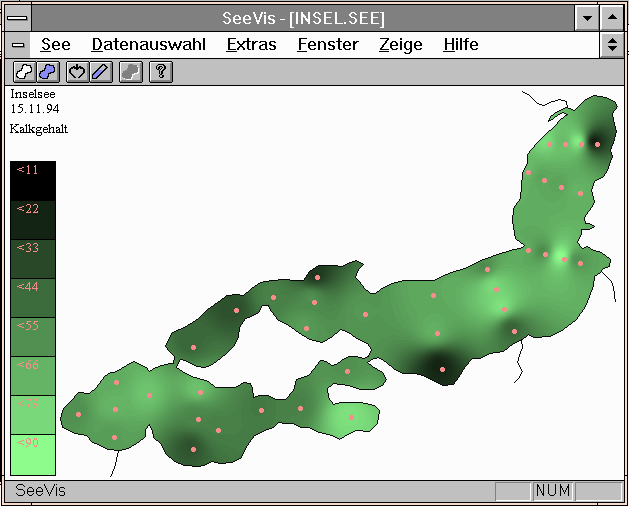 SeeVis - [INSEL.SEE]
See Datenauswahl Extras Fenster Zeige Hilfe
?
Inselsee
15.11.94
Kalkgehalt
<11
<22
<33
<44
<55
<66
<90
SeeVis
NUM